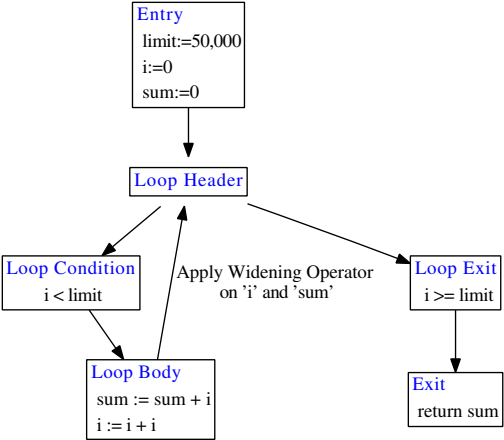 Entry
limit:=50,000
i:=0
sum:=0
Loop Header
Loop Condition
i < limit
Apply Widening Operator
on 'i' and 'sum'
Loop Exit
i >= limit
Loop Body
sum := sum + i
i := i + i
Exit
return sum